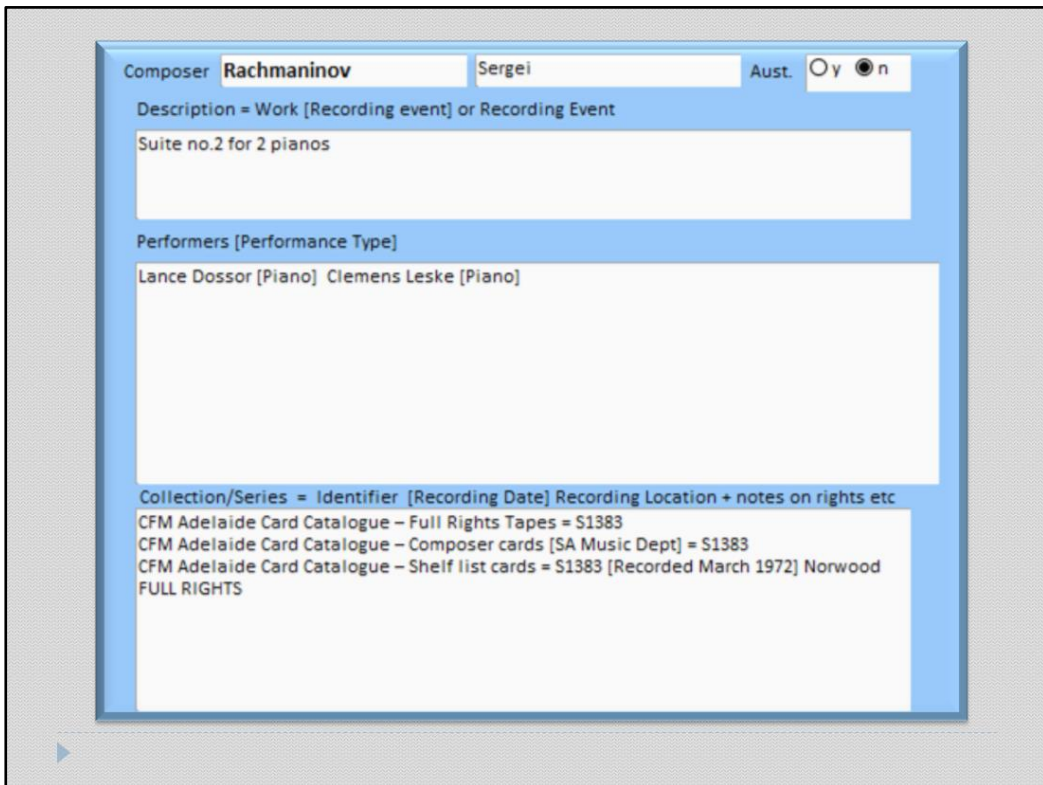 Composer Rachmaninov Sergei Aust. y n
Description = Work [Recording event] or Recording Event
Suite no.2 for 2 pianos
Performers [Performance Type]
Lance Dossor [Piano]  Clemens Leske [Piano]
Collection/Series = Identifier [Recording Date] Recording Location + notes on rights etc
CFM Adelaide Card Catalogue – Full Rights Tapes = S1383
CFM Adelaide Card Catalogue – Composer cards [SA Music Dept] = S1383
CFM Adelaide Card Catalogue – Shelf list cards = S1383 [Recorded March 1972] Norwood
FULL RIGHTS